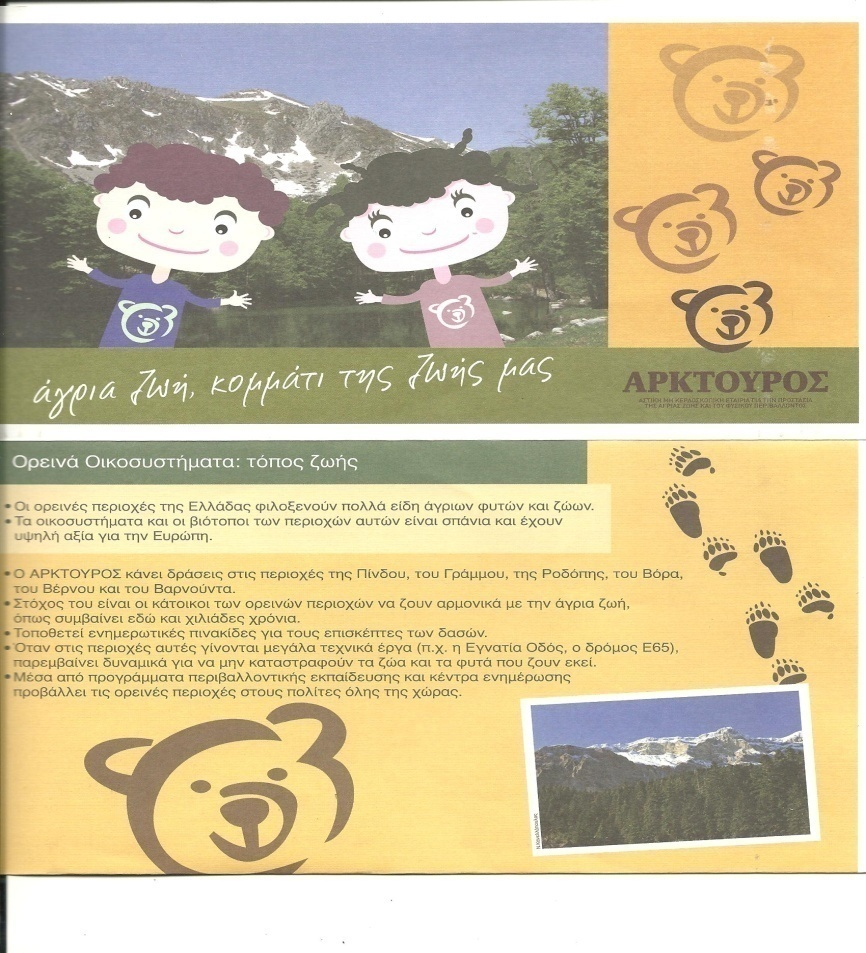 άγρια ζωή, κομμάτι της ζωής μας
ΑΡΚΤΟΥΡΟΣ
ΑΣΤΙΚΗ ΜΗ ΚΕΡΔΟΣΚΟΠΙΚΗ ΕΤΑΙΡΙΑ ΓΙΑ ΤΗΝ ΠΡΟΣΤΑΣΙΑ
ΤΗΣ ΑΓΡΙΑΣ ΖΩΗΣ ΚΑΙ ΤΟΥ ΦΥΣΙΚΟΥ ΠΕΡΙΒΑΛΛΟΝΤΟΣ
Ορεινά Οικοσυστήματα: τόπος ζωής
• Οι ορεινές περιοχές της Ελλάδας φιλοξενούν πολλά είδη άγριων φυτών και ζώων.
• Τα οικοσυστήματα και οι βιότοποι των περιοχών αυτών είναι σπάνια και έχουν
υψηλή αξία για την Ευρώπη.
• Ο ΑΡΚΤΟΥΡΟΣ κάνει δράσεις στις περιοχές της Πίνδου, του Γράμμου, της Ροδόπης, του Βόρα,
του Βέρνου και του Βαρνούντα.
• Στόχος του είναι οι κάτοικοι των ορεινών περιοχών να ζουν αρμονικά με την άγρια ζωή,
όπως συμβαίνει εδώ και χιλιάδες χρόνια.
• Τοποθετεί ενημερωτικές πινακίδες για τους επισκέπτες των δασών.
• Όταν στις περιοχές αυτές γίνονται μεγάλα τεχνικά έργα (π.χ. η Εγνατία Οδός, ο δρόμος Ε65),
παρεμβαίνει δυναμικά για να μην καταστραφούν τα ζώα και τα φυτά που ζουν εκεί.
• Μέσα από προγράμματα περιβαλλοντικής εκπαίδευσης και κέντρα ενημέρωσης
προβάλλει τις ορεινές περιοχές στους πολίτες όλης της χώρας.